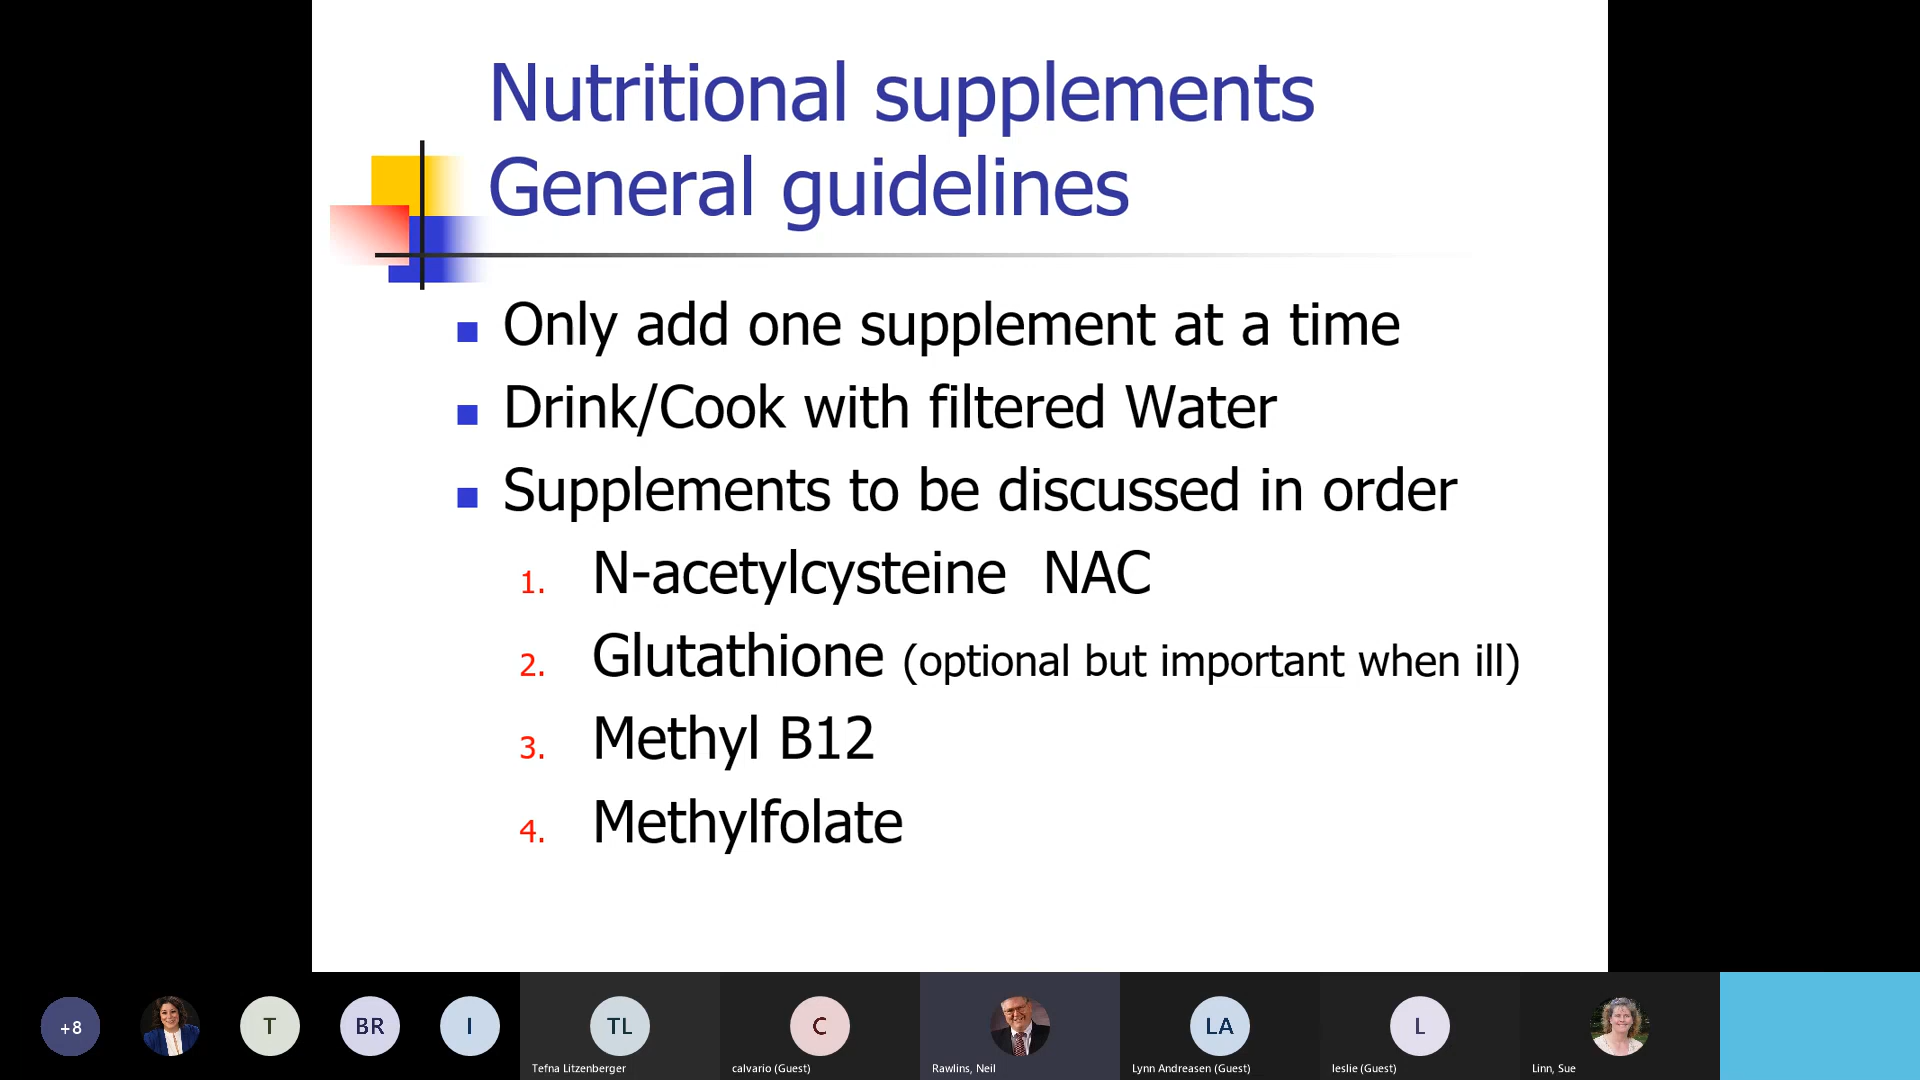 Nutritional supplements
General guidelines
Only add one supplement at a time
Drink/Cook with filtered Water
Supplements to be discussed in order
1. N-acetylcysteine NAC
2. Glutathione (optional but important when ill)
3. Methyl B12
4. Methylfolate
+8 T BR I TL C LA L
Tefna Litzenberger calvario (Guest) Rawlins, Neil Lynn Andreasen (Guest) leslie (Guest) Linn, Sue